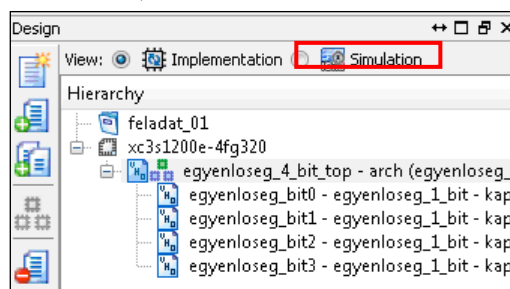 Design
View: Implementation Simulation
Hierarchy
feladat_01
xc3s1200e-4fg320
egyenloseg_4_bit_top - arch (egyenloseg_
egyenloseg_bit0 - egyenloseg_1_bit - kap
egyenloseg_bit1 - egyenloseg_1_bit - kap
egyenloseg_bit2 - egyenloseg_1_bit - kap
egyenloseg_bit3 - egyenloseg_1_bit - kap